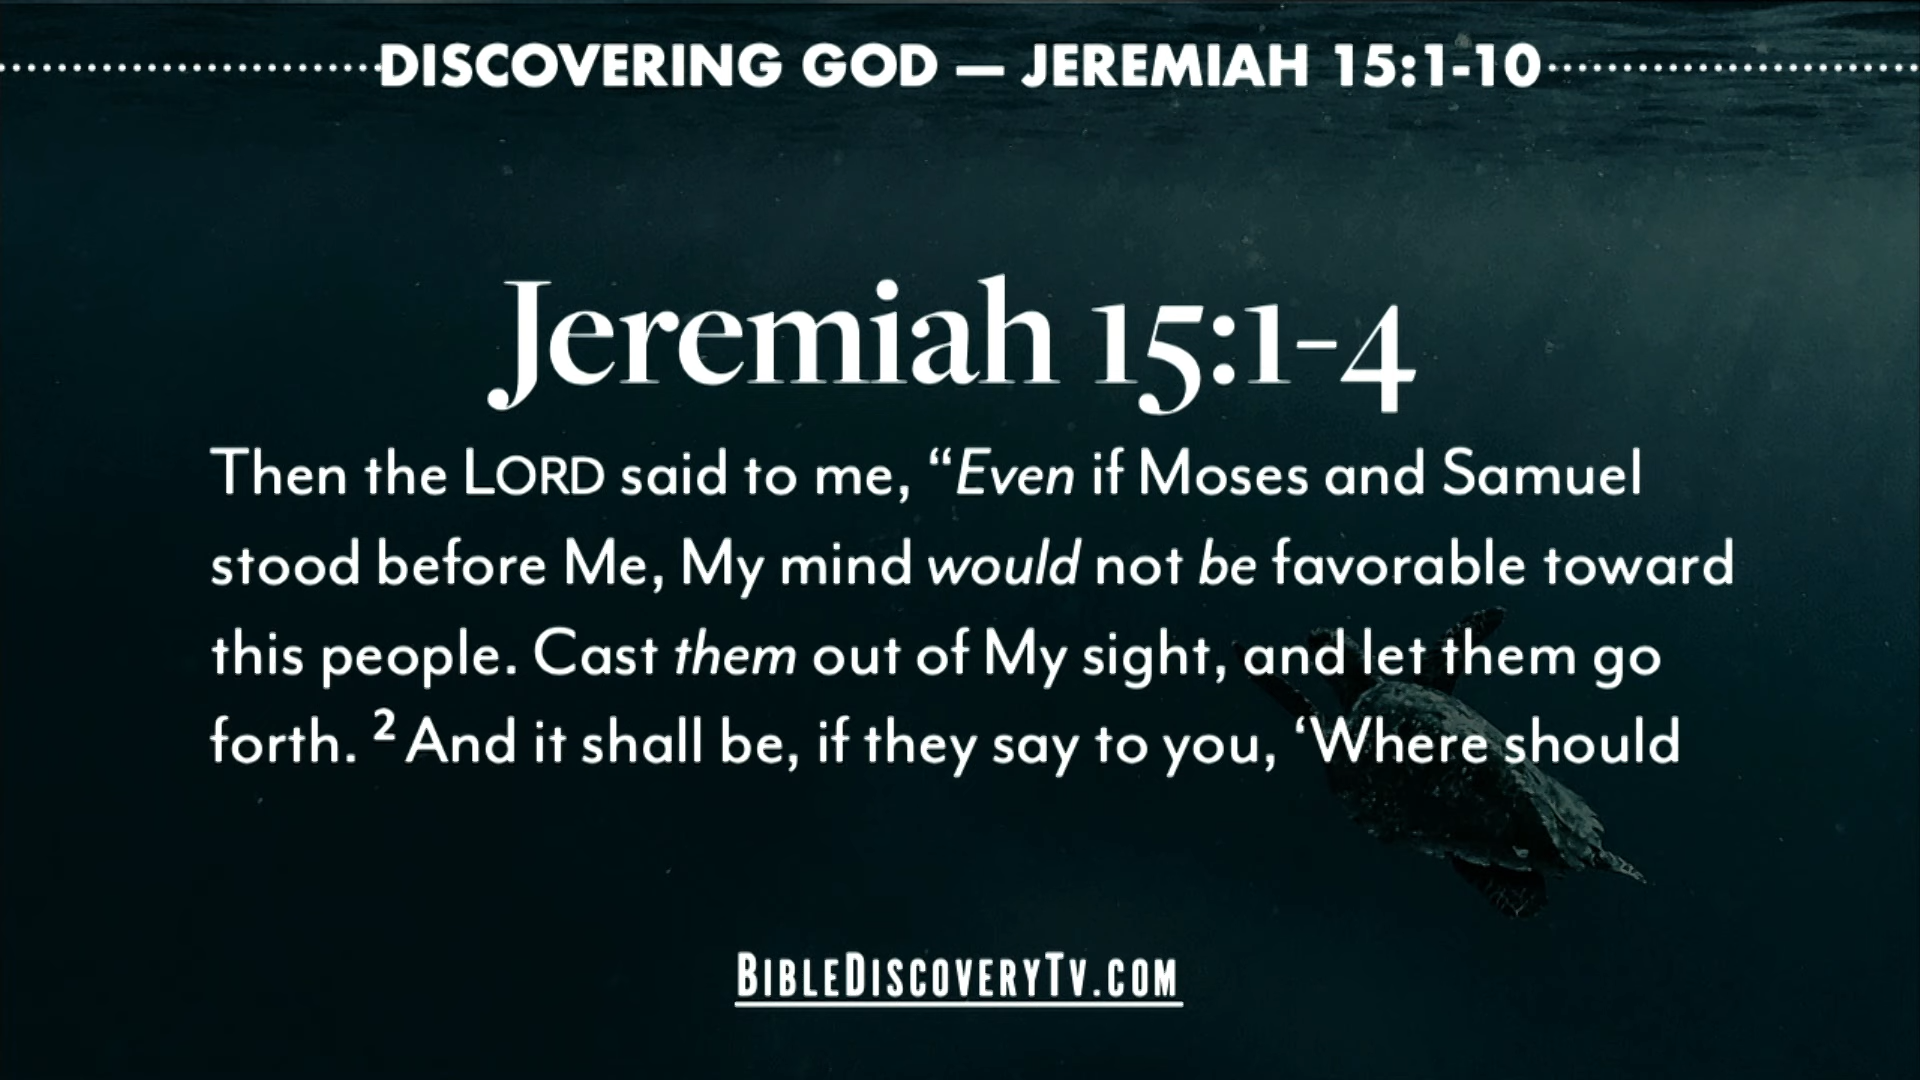 DISCOVERING GOD — JEREMIAH 15:1-10
Jeremiah 15:1-4
Then the LORD said to me, “Even if Moses and Samuel
stood before Me, My mind would not be favorable toward
this people. Cast them out of My sight, and let them go
forth. ² And it shall be, if they say to you, ‘Where should
BIBLEDISCOVERYTV.COM